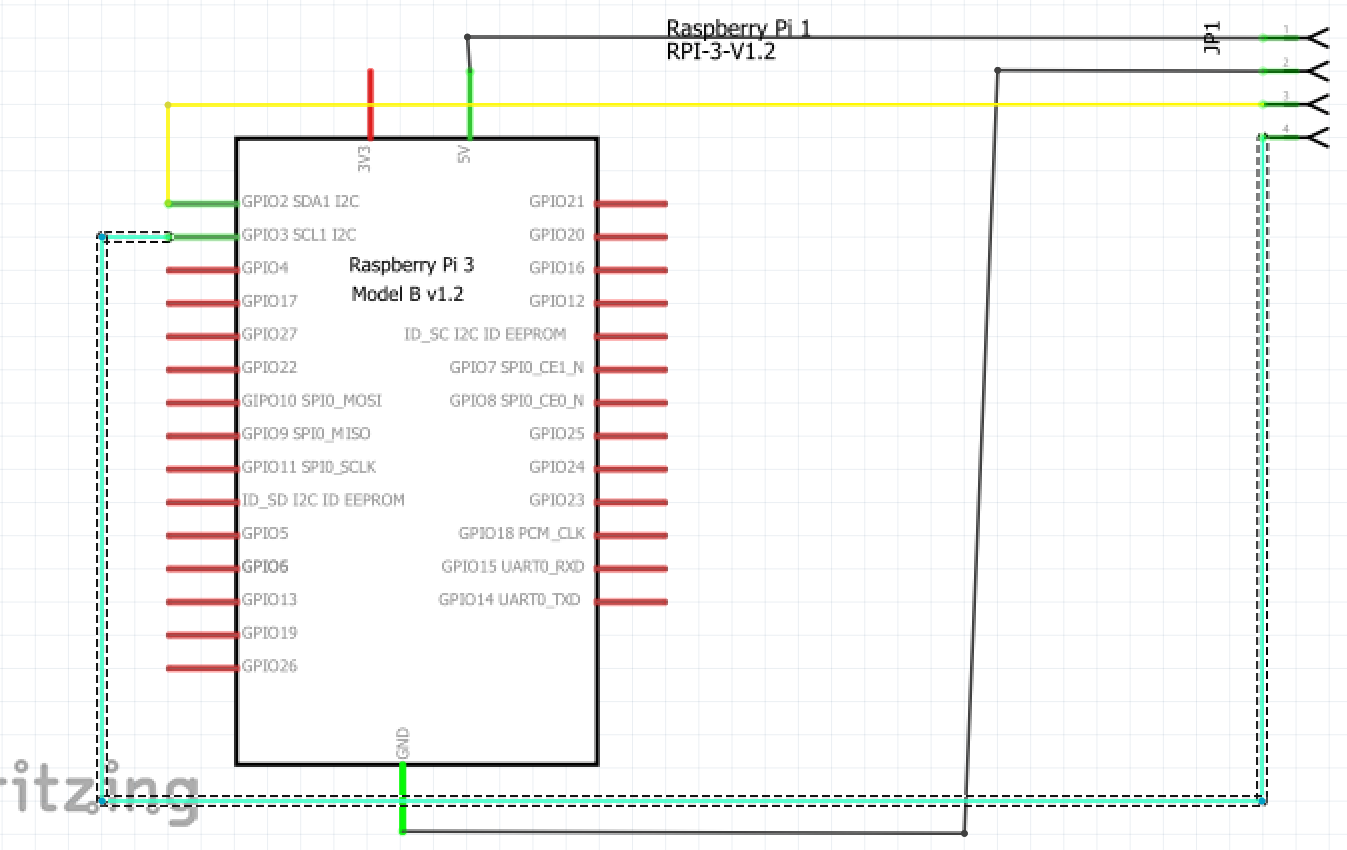 Raspberry Pi 1
RPI-3-V1.2
JP1
1
2
3
4
3V3
5V
GPIO2 SDA1 I2C
GPIO21
GPIO3 SCL1 I2C
GPIO20
Raspberry Pi 3
Model B v1.2
GPIO4
GPIO16
GPIO17
GPIO12
GPIO27
ID_SC I2C ID EEPROM
GPIO22
GPIO7 SPI0_CE1_N
GIPO10 SPI0_MOSI
GPIO8 SPI0_CE0_N
GPIO9 SPI0_MISO
GPIO25
GPIO11 SPI0_SCLK
GPIO24
ID_SD I2C ID EEPROM
GPIO23
GPIO5
GPIO18 PCM_CLK
GPIO6
GPIO15 UART0_RXD
GPIO13
GPIO14 UART0_TXD
GPIO19
GPIO26
GND
ritzing